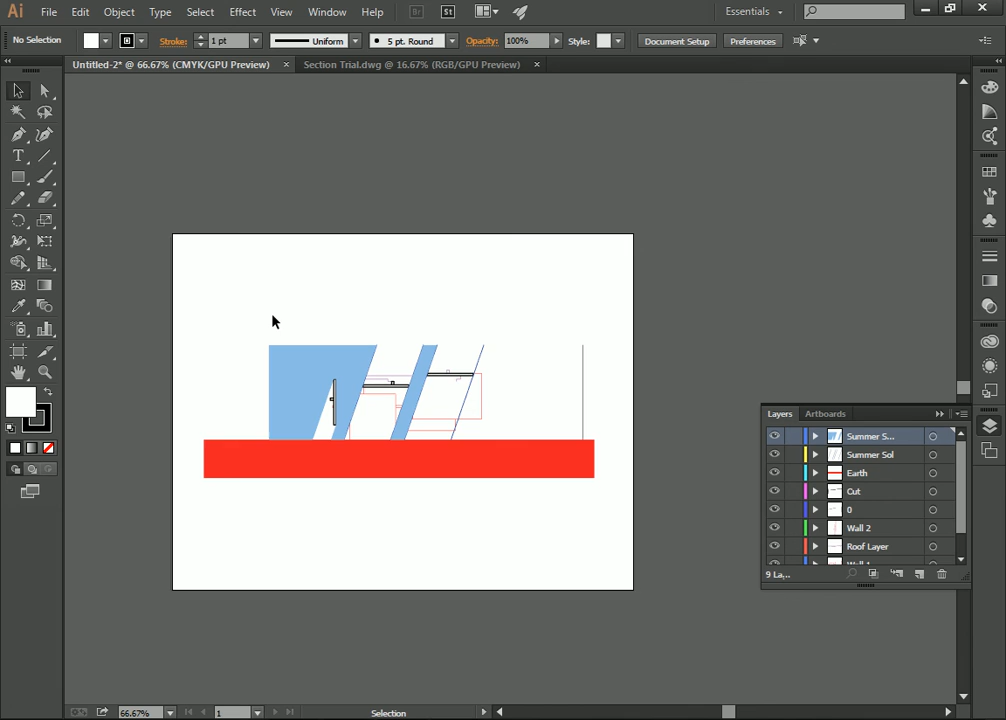 Ai File Edit Object Type Select Effect View Window Help Br St Essentials
No Selection Stroke: 1 pt Uniform 5 pt. Round Opacity: 100% Style: Document Setup Preferences
Untitled-2* @ 66.67% (CMYK/GPU Preview) × Section Trial.dwg @ 16.67% (RGB/GPU Preview) ×
Layers Artboards
Summer S...
Summer Sol
Earth
Cut
0
Wall 2
Roof Layer
Wall 1
9 La...
66.67% 1 Selection